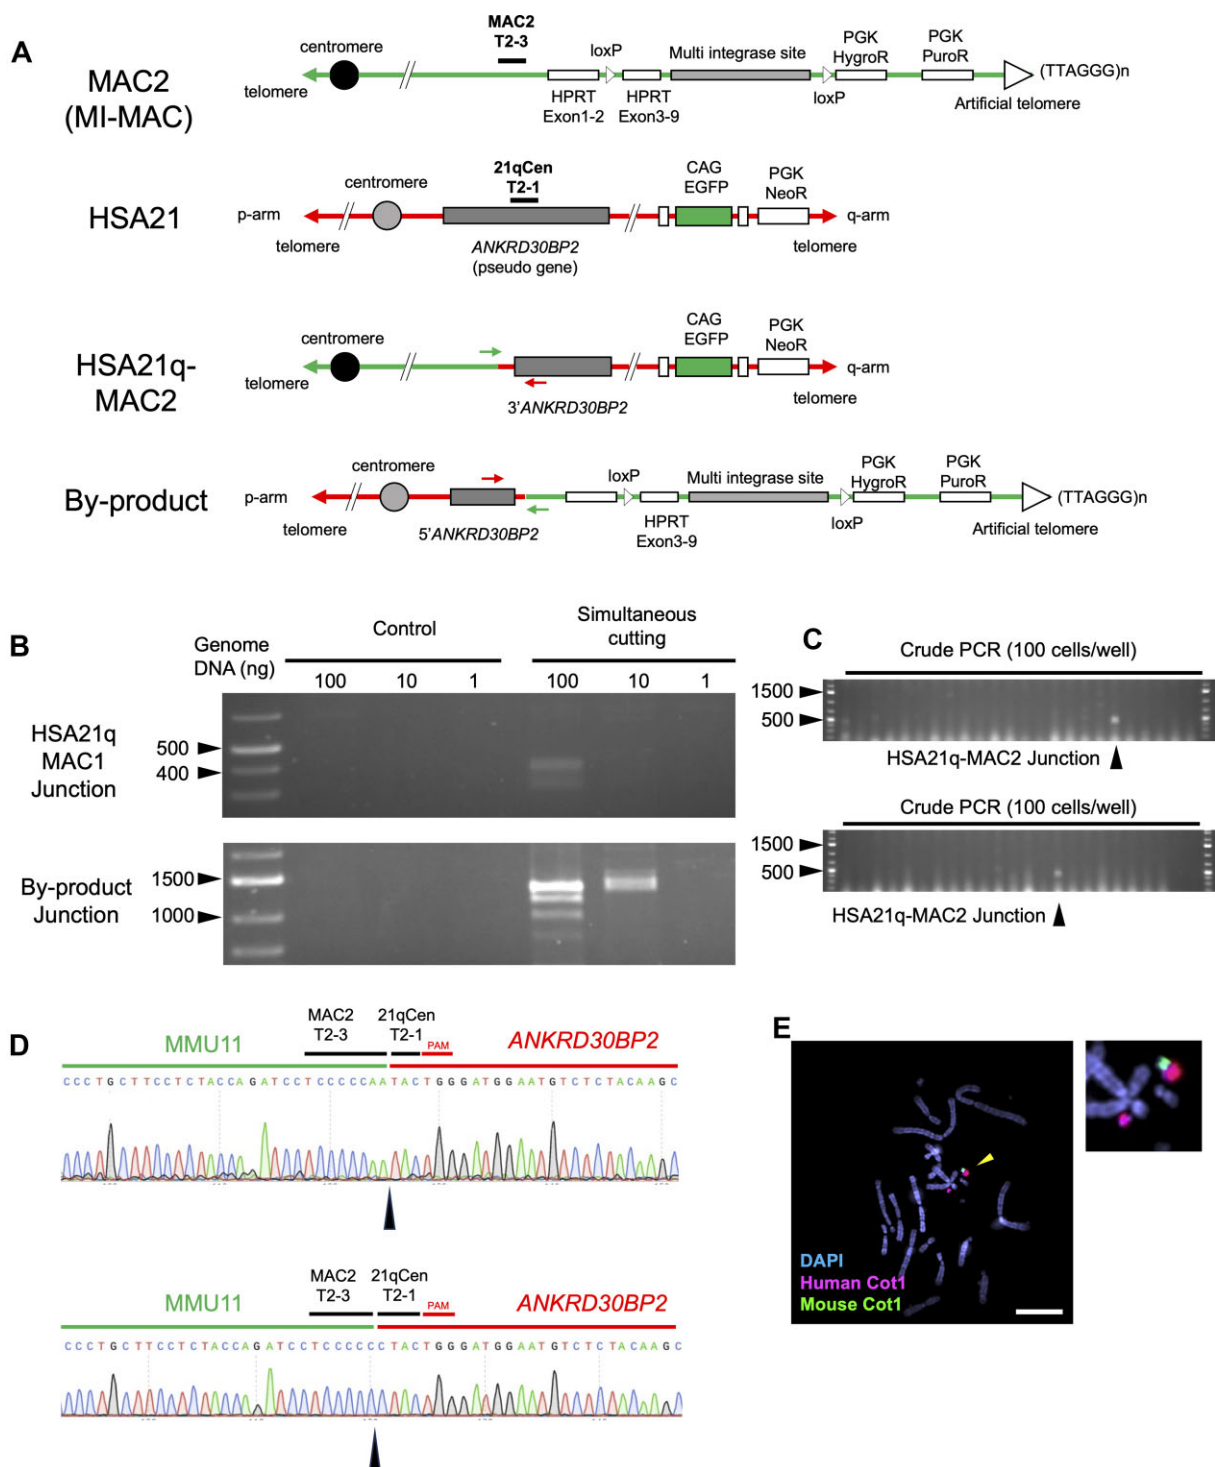 A
MAC2
(MI-MAC)
telomere
centromere
MAC2
T2-3
HPRT
Exon1-2
loxP
HPRT
Exon3-9
Multi integrase site
loxP
PGK
HygroR
PGK
PuroR
(TTAGGG)n
Artificial telomere
HSA21
p-arm
telomere
centromere
21qCen
T2-1
ANKRD30BP2
(pseudo gene)
CAG
EGFP
PGK
NeoR
q-arm
telomere
HSA21q-
MAC2
telomere
centromere
3'ANKRD30BP2
CAG
EGFP
PGK
NeoR
q-arm
telomere
By-product
p-arm
telomere
centromere
5'ANKRD30BP2
loxP
HPRT
Exon3-9
Multi integrase site
loxP
PGK
HygroR
PGK
PuroR
(TTAGGG)n
Artificial telomere
B
Genome
DNA (ng)
Control
Simultaneous
cutting
100 10 1 100 10 1
HSA21q
MAC1
Junction
500
400
By-product
Junction
1500
1000
C
Crude PCR (100 cells/well)
1500
500
HSA21q-MAC2 Junction
Crude PCR (100 cells/well)
1500
500
HSA21q-MAC2 Junction
D
MMU11
MAC2
T2-3
21qCen
T2-1
PAM
ANKRD30BP2
CCCTGCTTCCTCTACCAGATCCTCCCCCAATACTGGGATGGAATGTCTCTACAAGC
MMU11
MAC2
T2-3
21qCen
T2-1
PAM
ANKRD30BP2
CCCTGCTTCCTCTACCAGATCCTCCCCCCTACTGGGATGGAATGTCTCTACAAGC
E
DAPI
Human Cot1
Mouse Cot1